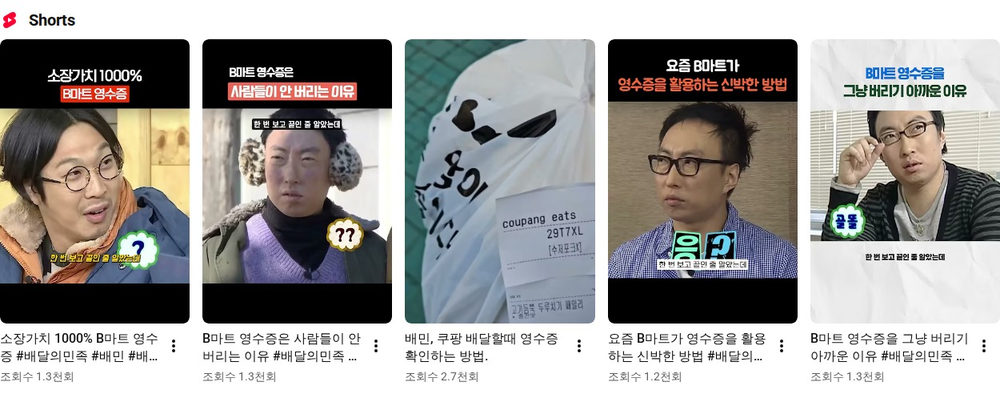 Shorts
소장가치 1000%
B마트 영수증
?
한 번 보고 끝인 줄 알았는데
소장가치 1000% B마트 영수
증 #배달의민족 #배민 #배...
조회수 1.3천회
B마트 영수증은
사람들이 안 버리는 이유
한 번 보고 끝인 줄 알았는데
??
B마트 영수증은 사람들이 안
버리는 이유 #배달의민족 ...
조회수 1.3천회
coupang eats
29T7XL
[수저포크X]
배민, 쿠팡 배달할때 영수증
확인하는 방법.
조회수 2.7천회
요즘 B마트가
영수증을 활용하는 신박한 방법
응?
한 번 보고 끝인 줄 알았는데
요즘 B마트가 영수증을 활용
하는 신박한 방법 #배달의...
조회수 1.2천회
B마트 영수증을
그냥 버리기 아까운 이유
골똘
한 번 보고 끝인 줄 알았는데
B마트 영수증을 그냥 버리기
아까운 이유 #배달의민족 ...
조회수 1.3천회